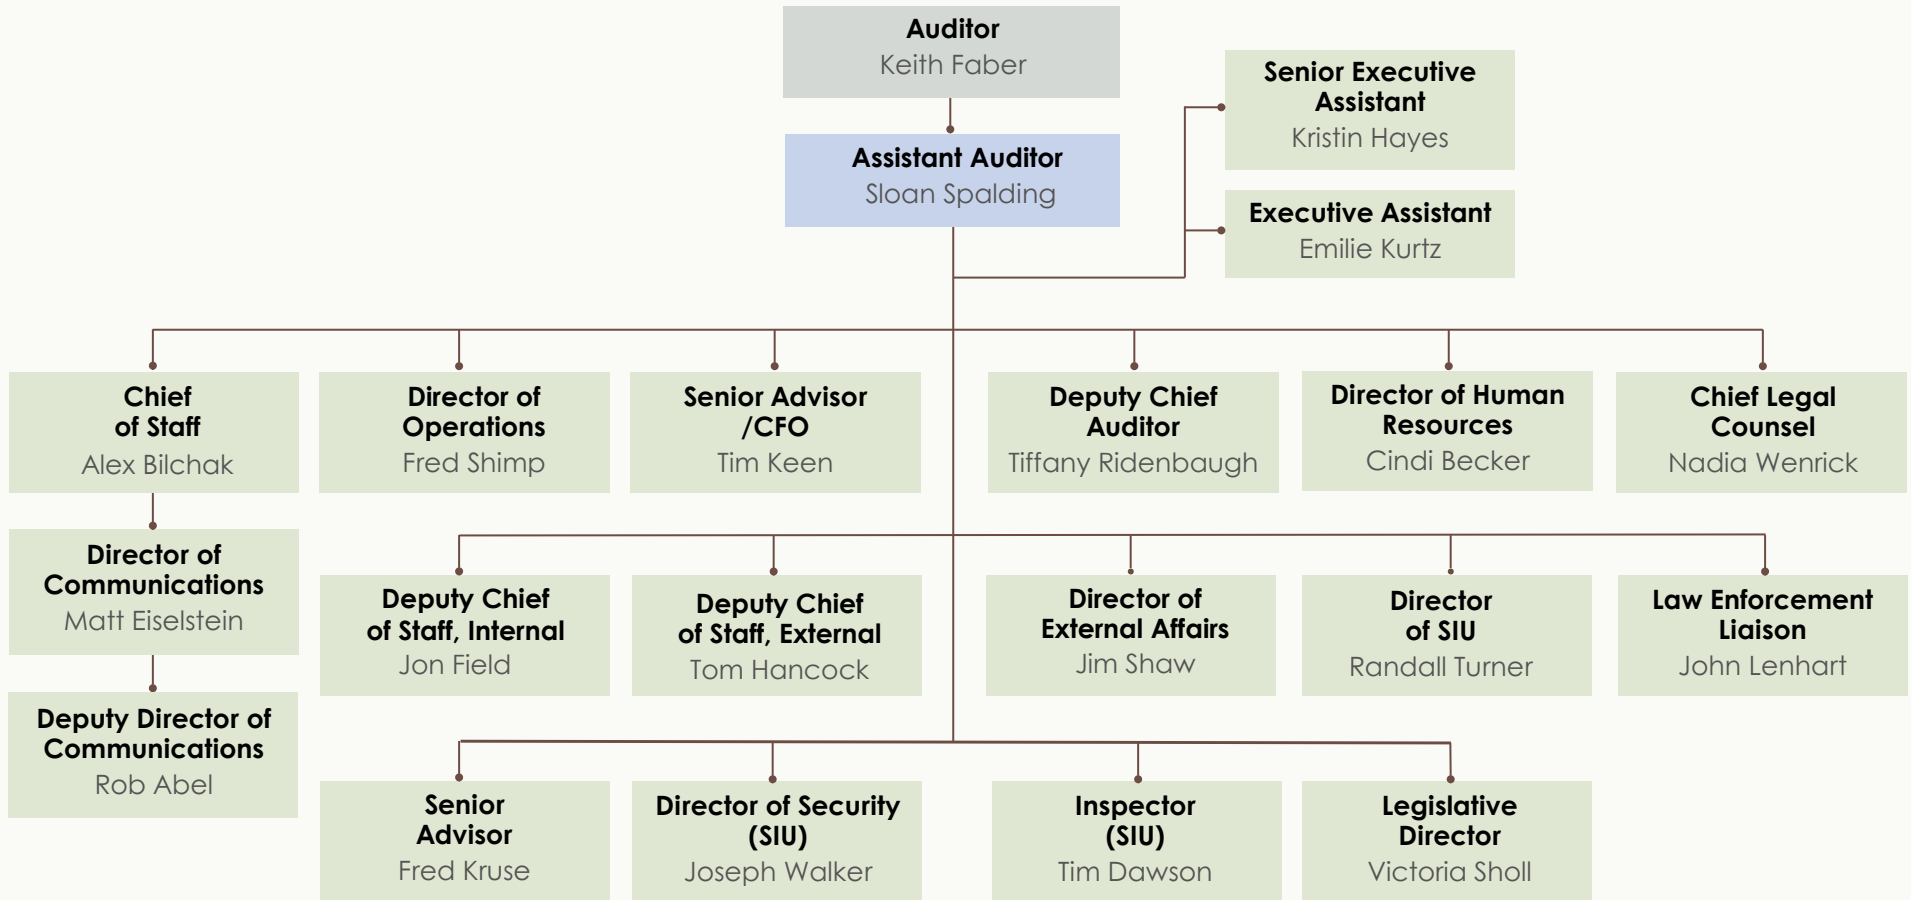 Auditor
Keith Faber
Senior Executive
Assistant
Kristin Hayes
Assistant Auditor
Sloan Spalding
Executive Assistant
Emilie Kurtz
Chief
of Staff
Alex Bilchak
Director of
Operations
Fred Shimp
Senior Advisor
/CFO
Tim Keen
Deputy Chief
Auditor
Tiffany Ridenbaugh
Director of Human
Resources
Cindi Becker
Chief Legal
Counsel
Nadia Wenrick
Director of
Communications
Matt Eiselstein
Deputy Chief
of Staff, Internal
Jon Field
Deputy Chief
of Staff, External
Tom Hancock
Director of
External Affairs
Jim Shaw
Director
of SIU
Randall Turner
Law Enforcement
Liaison
John Lenhart
Deputy Director of
Communications
Rob Abel
Senior
Advisor
Fred Kruse
Director of Security
(SIU)
Joseph Walker
Inspector
(SIU)
Tim Dawson
Legislative
Director
Victoria Sholl